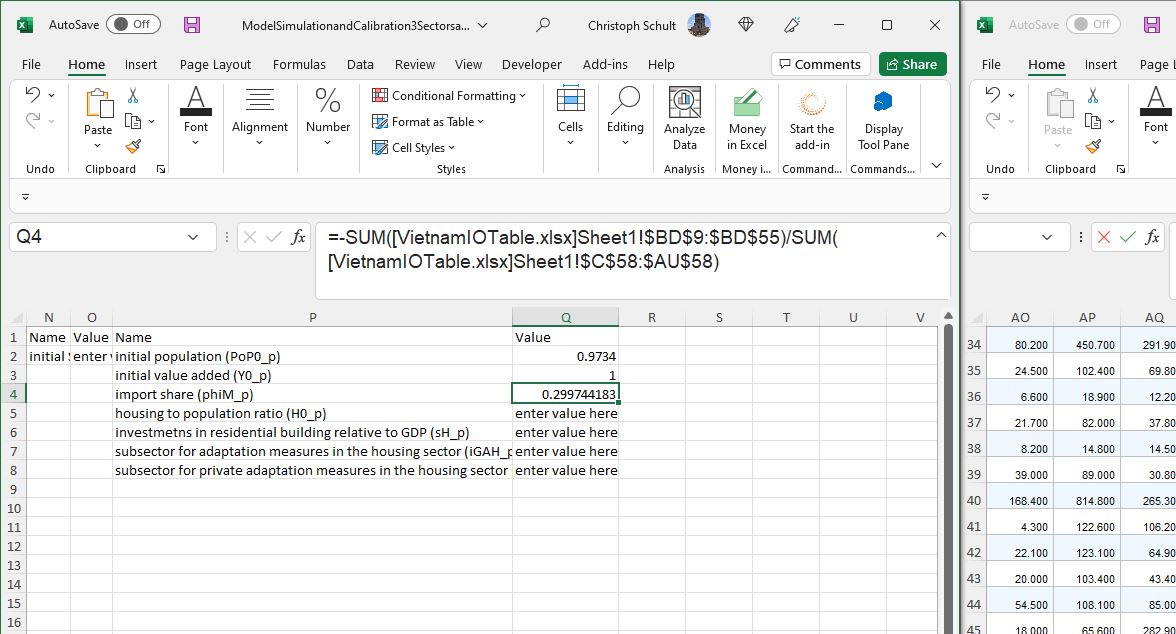 AutoSave Off ModelSimulationandCalibration3Sectorsa... Christoph Schult
AutoSave Off
File Home Insert Page Layout Formulas Data Review View Developer Add-ins Help Comments Share
File Home Insert Page L
Paste Font Alignment Number Conditional Formatting Format as Table Cell Styles Cells Editing Analyze Data Money in Excel Start the add-in Display Tool Pane
Paste Font
Undo Clipboard Styles Analysis Money i... Command... Commands...
Undo Clipboard
Q4 fx =-SUM([VietnamIOTable.xlsx]Sheet1!$BD$9:$BD$55)/SUM(
[VietnamIOTable.xlsx]Sheet1!$C$58:$AU$58)
fx
N O P Q R S T U V
1 Name Value Name Value
2 initial enter initial population (PoP0_p) 0.9734
3 initial value added (Y0_p) 1
4 import share (phiM_p) 0.299744183
5 housing to population ratio (H0_p) enter value here
6 investmetns in residential building relative to GDP (sH_p) enter value here
7 subsector for adaptation measures in the housing sector (iGAH_p enter value here
8 subsector for private adaptation measures in the housing sector enter value here
9
10
11
12
13
14
15
16
AO AP AQ
34 80.200 450.700 291.90
35 24.500 102.400 69.80
36 6.600 18.900 12.20
37 21.700 82.000 37.80
38 8.200 14.800 14.50
39 39.000 89.000 30.80
40 168.400 814.800 265.30
41 4.300 122.600 106.20
42 22.100 123.100 64.90
43 20.000 103.400 43.40
44 54.500 108.100 85.00
45 18.000 65.600 282.90